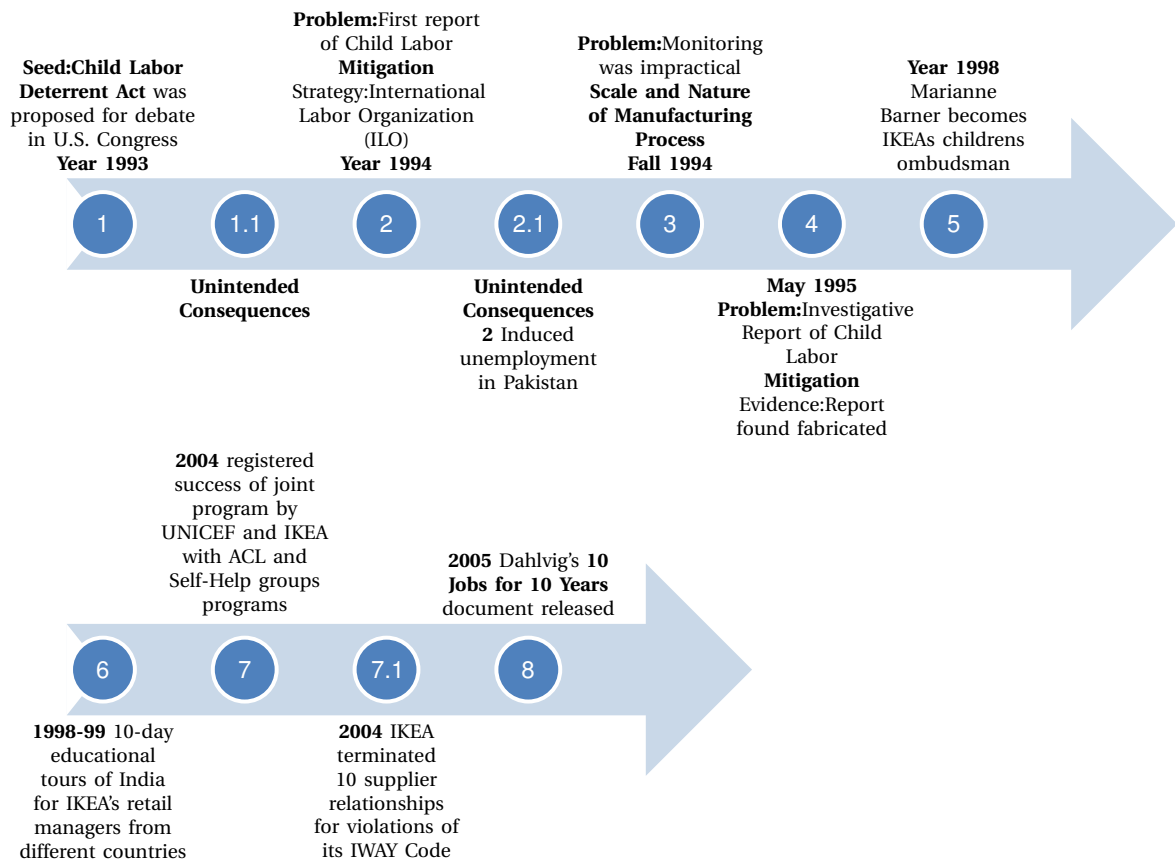 Seed:Child Labor
Deterrent Act was
proposed for debate
in U.S. Congress
Year 1993
1
1.1
Unintended
Consequences
Problem:First report
of Child Labor
Mitigation
Strategy:International
Labor Organization
(ILO)
Year 1994
2
2.1
Unintended
Consequences
2 Induced
unemployment
in Pakistan
Problem:Monitoring
was impractical
Scale and Nature
of Manufacturing
Process
Fall 1994
3
4
May 1995
Problem:Investigative
Report of Child
Labor
Mitigation
Evidence:Report
found fabricated
Year 1998
Marianne
Barner becomes
IKEAs childrens
ombudsman
5
6
1998-99 10-day
educational
tours of India
for IKEA's retail
managers from
different countries
2004 registered
success of joint
program by
UNICEF and IKEA
with ACL and
Self-Help groups
programs
7
7.1
2004 IKEA
terminated
10 supplier
relationships
for violations of
its IWAY Code
2005 Dahlvig's 10
Jobs for 10 Years
document released
8